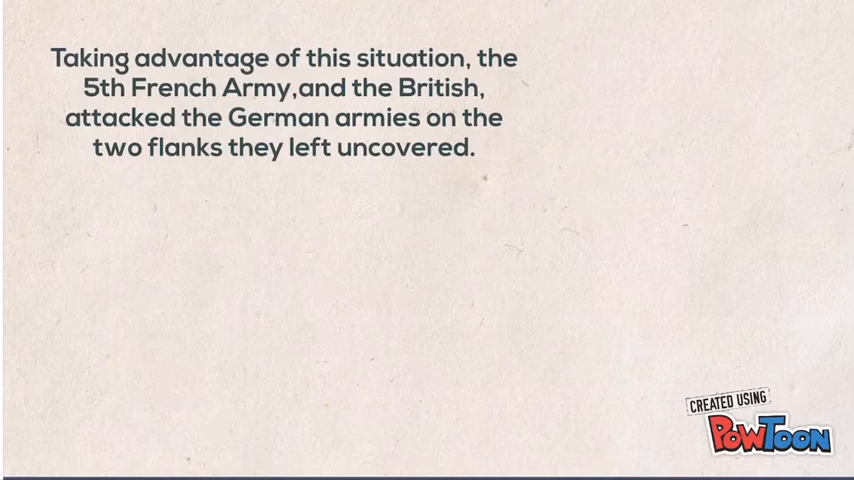 Taking advantage of this situation, the
5th French Army,and the British,
attacked the German armies on the
two flanks they left uncovered.
CREATED USING
POWTOON